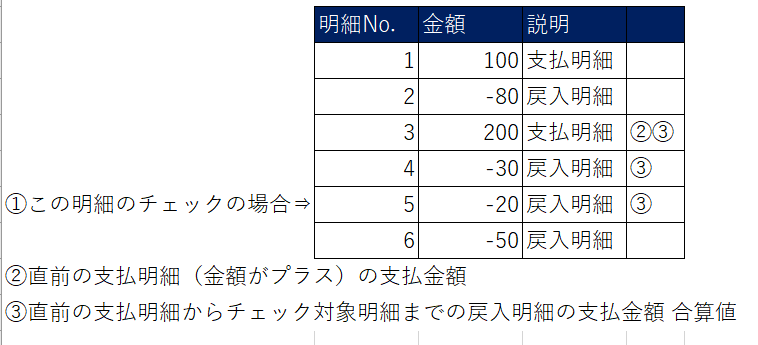 明細No. 金額 説明
1 100 支払明細
2 -80 戻入明細
3 200 支払明細 ②③
4 -30 戻入明細 ③
①この明細のチェックの場合⇒ 5 -20 戻入明細 ③
6 -50 戻入明細
②直前の支払明細（金額がプラス）の支払金額
③直前の支払明細からチェック対象明細までの戻入明細の支払金額 合算値